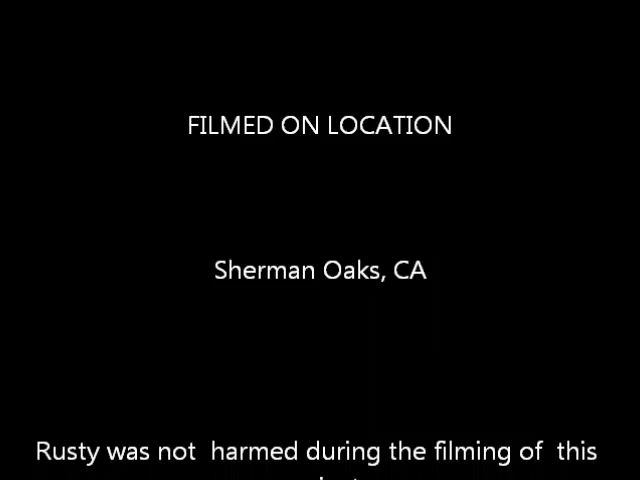 FILMED ON LOCATION
Sherman Oaks, CA
Rusty was not  harmed during the filming of  this